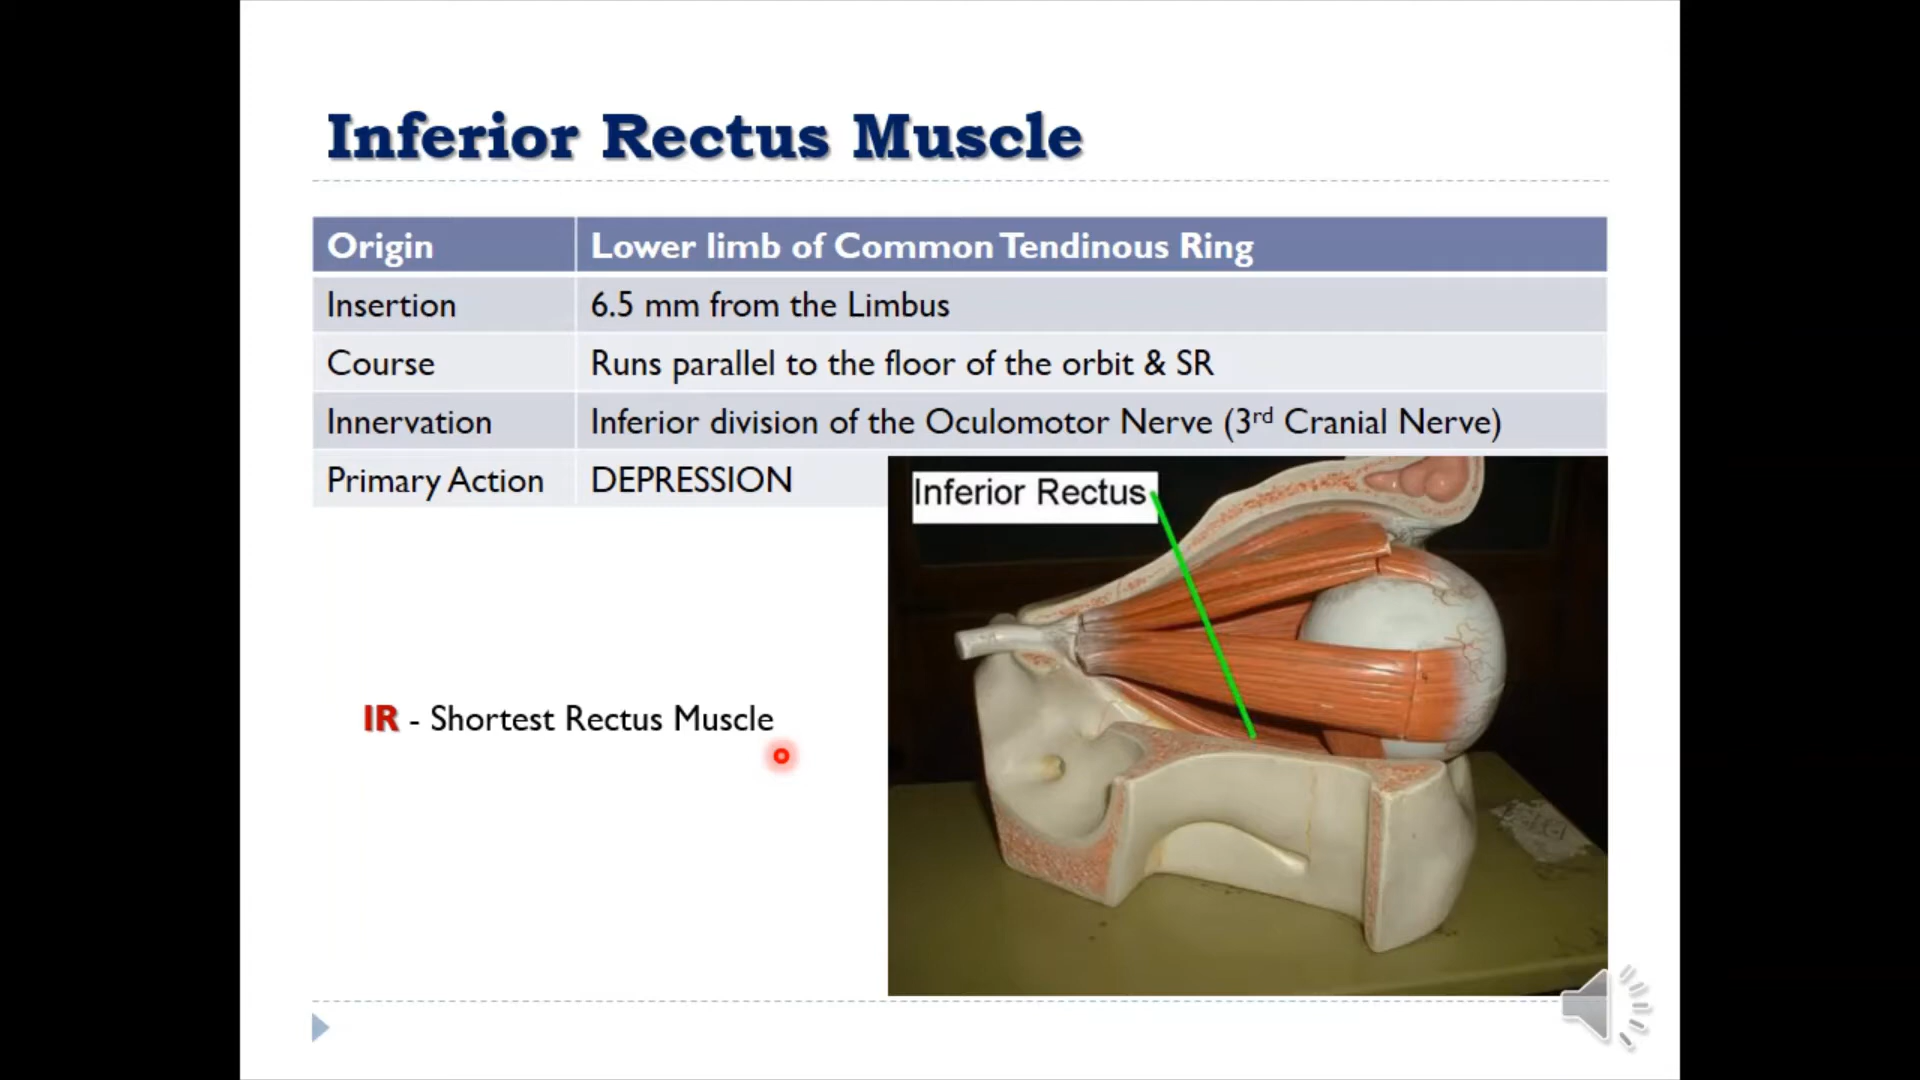 Inferior Rectus Muscle
Origin Lower limb of Common Tendinous Ring
Insertion 6.5 mm from the Limbus
Course Runs parallel to the floor of the orbit & SR
Innervation Inferior division of the Oculomotor Nerve (3rd Cranial Nerve)
Primary Action DEPRESSION
Inferior Rectus
IR - Shortest Rectus Muscle